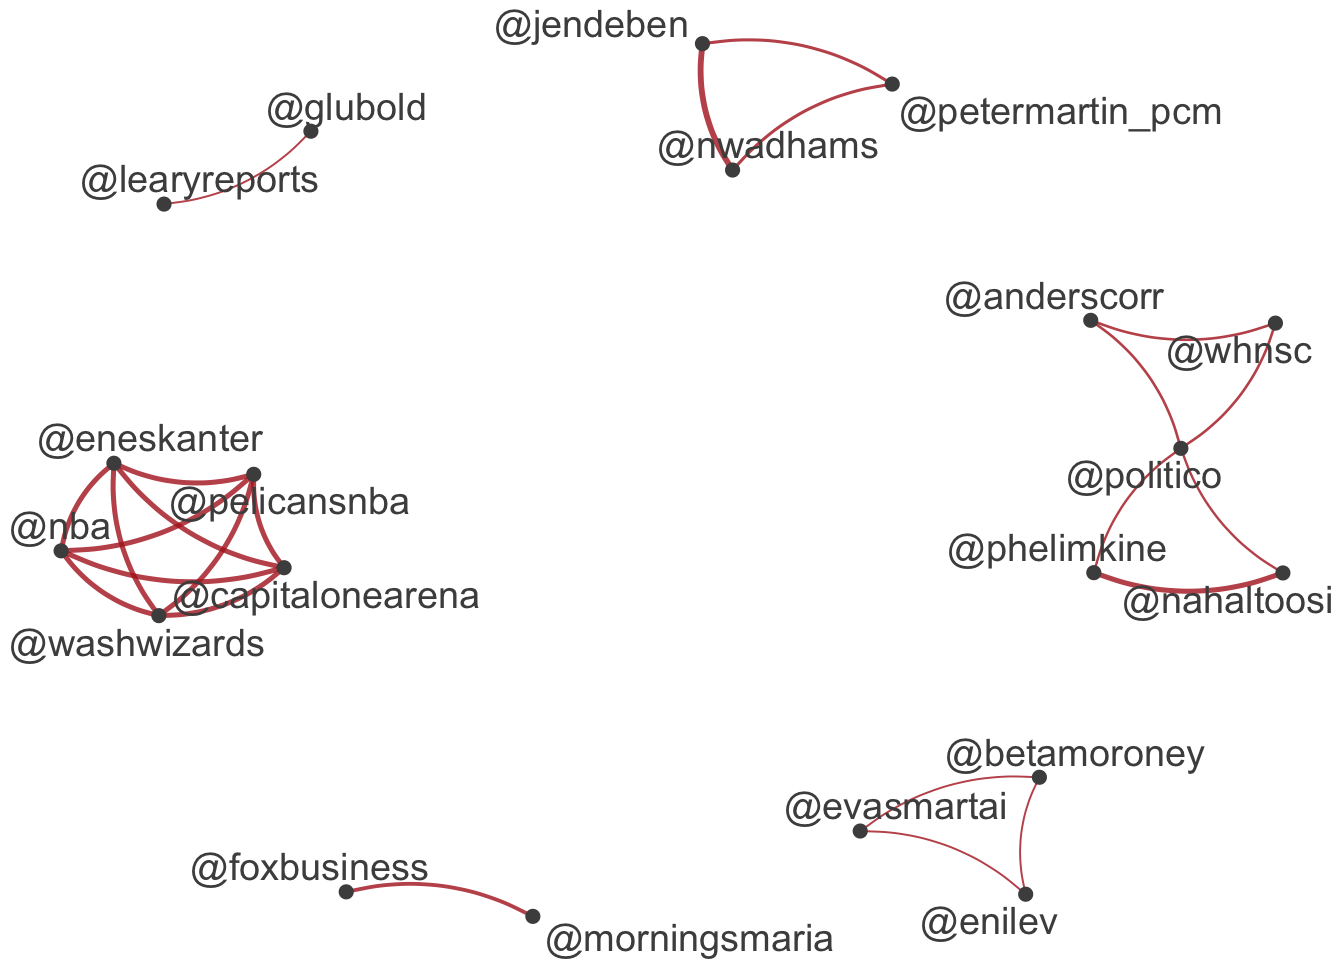 @jendeben
@glubold
@petermartin_pcm
@nwadhams
@learyreports
@anderscorr
@whnsc
@eneskanter
@politico
@pelicansnba
@nba
@phelimkine
@capitalonearena
@nahaltoosi
@washwizards
@betamoroney
@evasmartai
@foxbusiness
@enilev
@morningsmaria